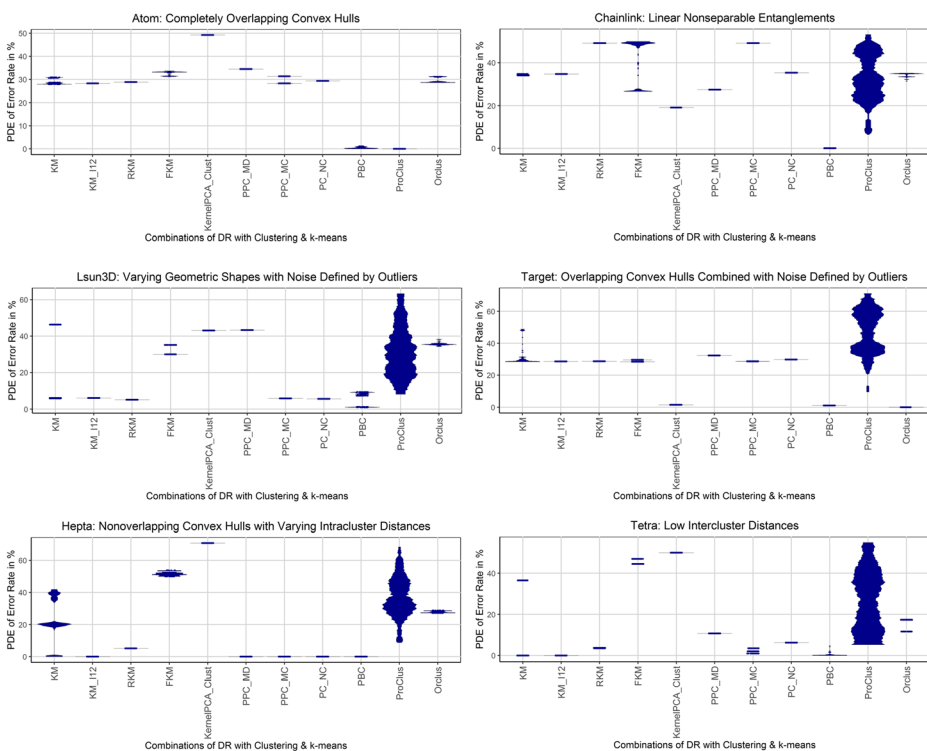 Atom: Completely Overlapping Convex Hulls
PDE of Error Rate in %
50
40
30
20
10
0
KM
KM_I12
RKM
FKM
KernelPCA_Clust
PPC_MD
PPC_MC
PC_NC
PBC
ProClus
Orclus
Combinations of DR with Clustering & k-means
Chainlink: Linear Nonseparable Entanglements
PDE of Error Rate in %
40
20
0
KM
KM_I12
RKM
FKM
KernelPCA_Clust
PPC_MD
PPC_MC
PC_NC
PBC
ProClus
Orclus
Combinations of DR with Clustering & k-means
Lsun3D: Varying Geometric Shapes with Noise Defined by Outliers
PDE of Error Rate in %
60
40
20
0
KM
KM_I12
RKM
FKM
KernelPCA_Clust
PPC_MD
PPC_MC
PC_NC
PBC
ProClus
Orclus
Combinations of DR with Clustering & k-means
Target: Overlapping Convex Hulls Combined with Noise Defined by Outliers
PDE of Error Rate in %
60
40
20
0
KM
KM_I12
RKM
FKM
KernelPCA_Clust
PPC_MD
PPC_MC
PC_NC
PBC
ProClus
Orclus
Combinations of DR with Clustering & k-means
Hepta: Nonoverlapping Convex Hulls with Varying Intracluster Distances
PDE of Error Rate in %
60
40
20
0
KM
KM_I12
RKM
FKM
KernelPCA_Clust
PPC_MD
PPC_MC
PC_NC
PBC
ProClus
Orclus
Combinations of DR with Clustering & k-means
Tetra: Low Intercluster Distances
PDE of Error Rate in %
40
20
0
KM
KM_I12
RKM
FKM
KernelPCA_Clust
PPC_MD
PPC_MC
PC_NC
PBC
ProClus
Orclus
Combinations of DR with Clustering & k-means